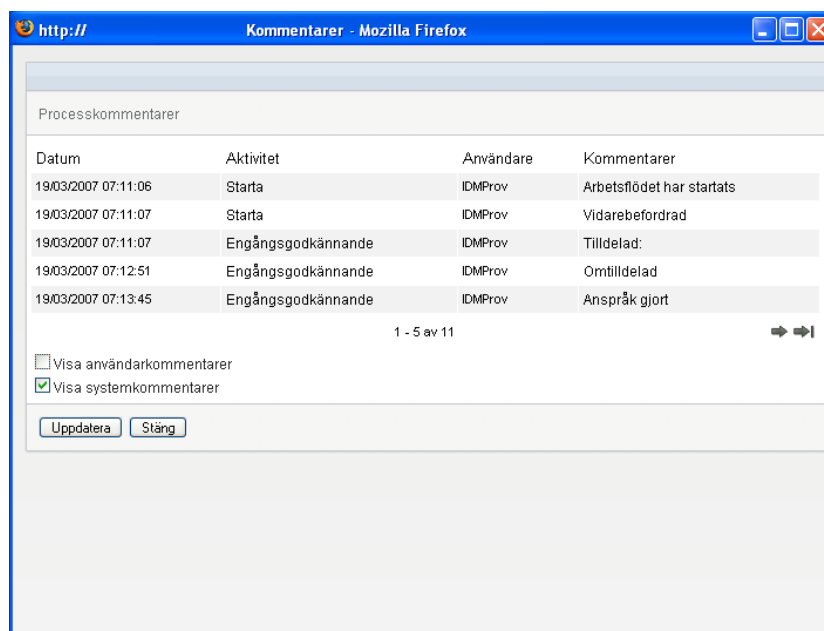 http:// Kommentarer - Mozilla Firefox
Processkommentarer
Datum Aktivitet Användare Kommentarer
19/03/2007 07:11:06 Starta IDMProv Arbetsflödet har startats
19/03/2007 07:11:07 Starta IDMProv Vidarebefordrad
19/03/2007 07:11:07 Engångsgodkännande IDMProv Tilldelad:
19/03/2007 07:12:51 Engångsgodkännande IDMProv Omtilldelad
19/03/2007 07:13:45 Engångsgodkännande IDMProv Anspråk gjort
1 - 5 av 11
Visa användarkommentarer
Visa systemkommentarer
Uppdatera Stäng